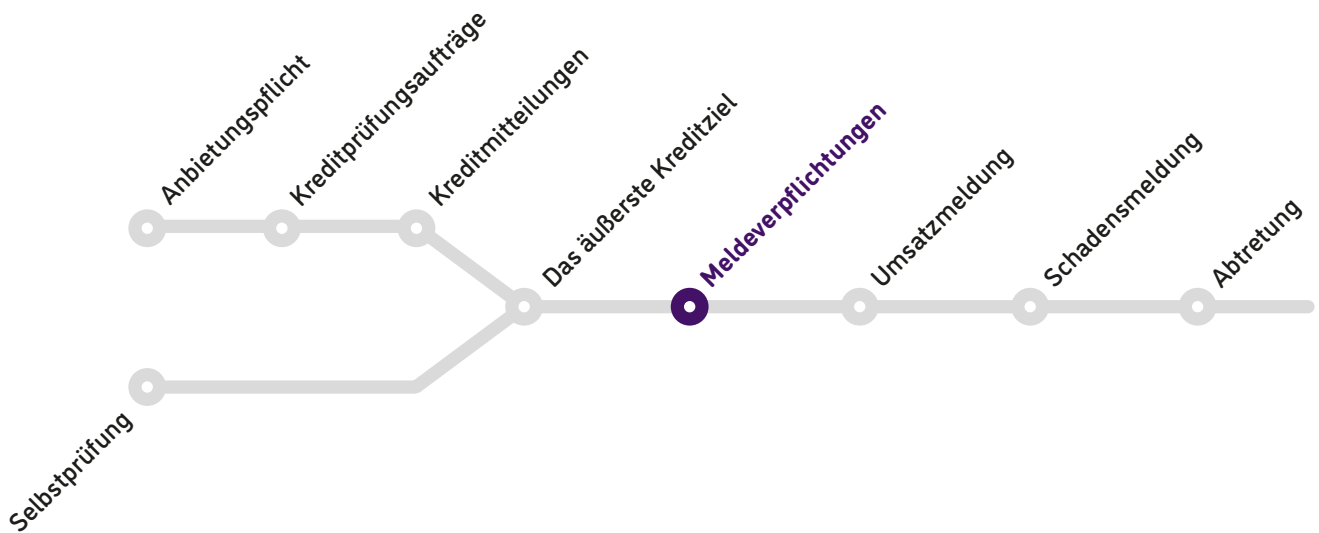 Anbietungspflicht
Kreditprüfungsaufträge
Kreditmitteilungen
Das äußerste Kreditziel
Meldeverpflichtungen
Umsatzmeldung
Schadensmeldung
Abtretung
Selbstprüfung